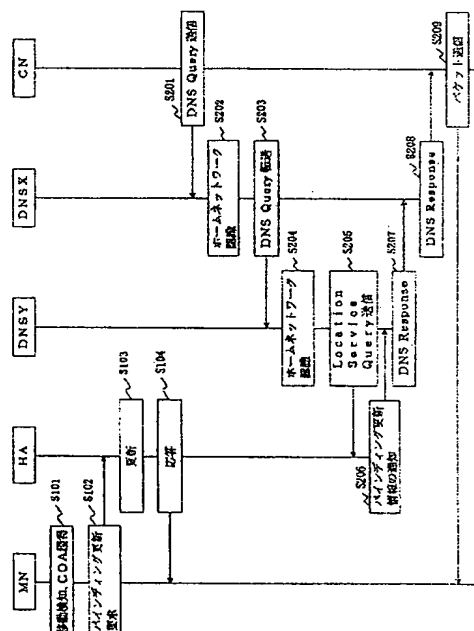 MN
HA
DNSY
DNSX
CN
S101
移動検知、COA獲得
S102
バインディング更新
要求
S103
更新
S104
応答
S201
DNS Query 送信
S202
ホームネットワーク
認識
S203
DNS Query 転送
S204
ホームネットワーク
認識
S205
Location
Service
Query 送信
S206
バインディング更新
情報の通知
S207
DNS Response
S208
DNS Response
S209
パケット送信